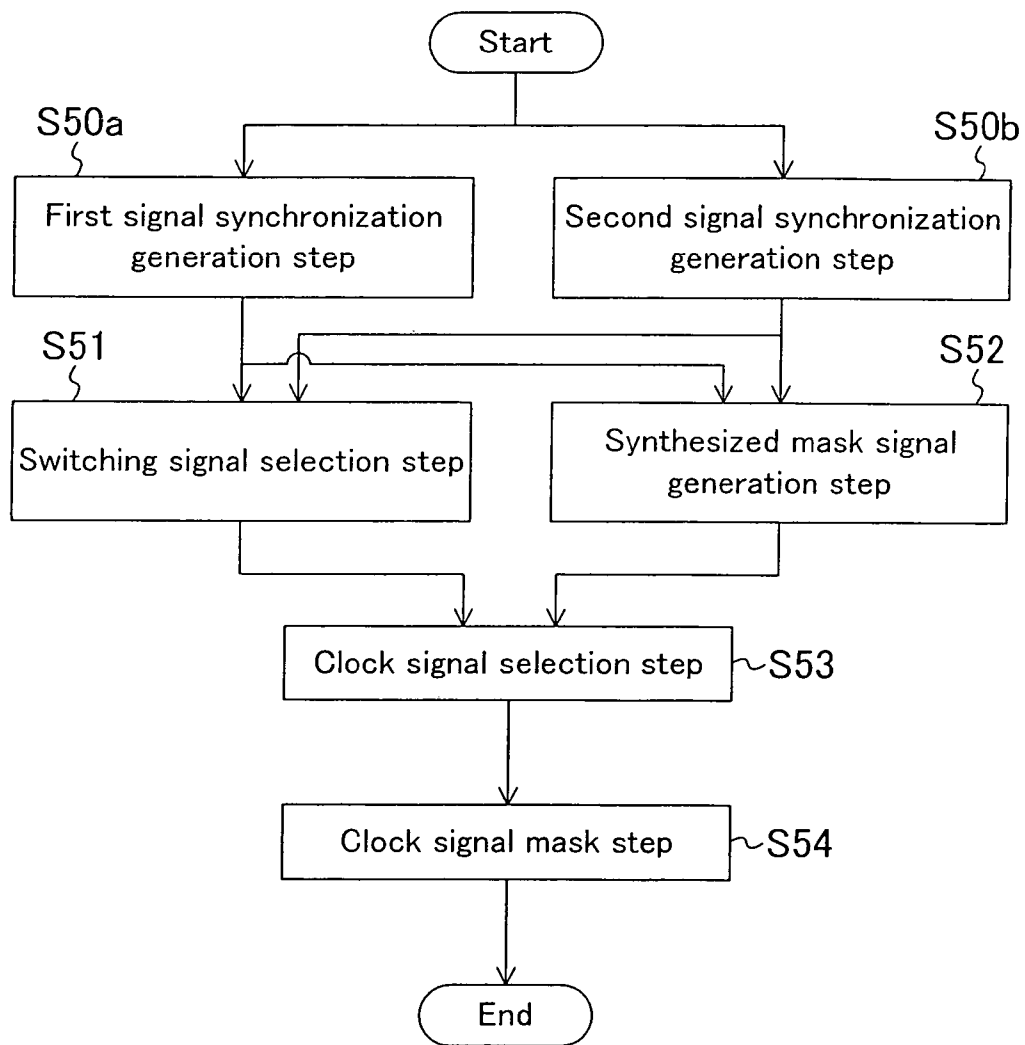 Start
S50a
S50b
First signal synchronization
generation step
Second signal synchronization
generation step
S51
S52
Switching signal selection step
Synthesized mask signal
generation step
Clock signal selection step
S53
Clock signal mask step
S54
End